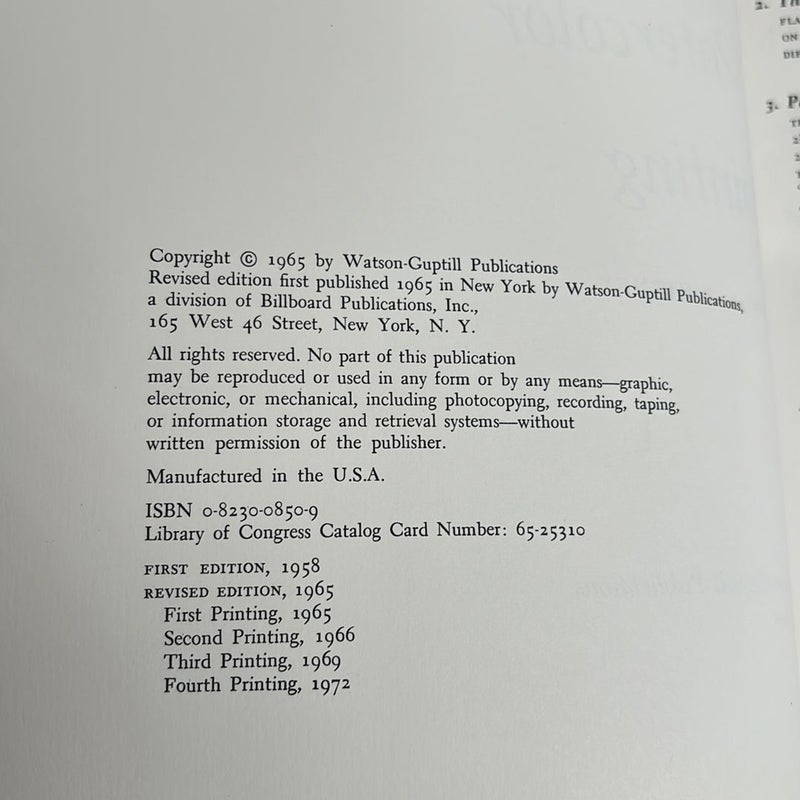 Copyright © 1965 by Watson-Guptill Publications
Revised edition first published 1965 in New York by Watson-Guptill Publications,
a division of Billboard Publications, Inc.,
165 West 46 Street, New York, N. Y.
All rights reserved. No part of this publication
may be reproduced or used in any form or by any means—graphic,
electronic, or mechanical, including photocopying, recording, taping,
or information storage and retrieval systems—without
written permission of the publisher.
Manufactured in the U.S.A.
ISBN 0-8230-0850-9
Library of Congress Catalog Card Number: 65-25310
FIRST EDITION, 1958
REVISED EDITION, 1965
First Printing, 1965
Second Printing, 1966
Third Printing, 1969
Fourth Printing, 1972
2.
ON
3.